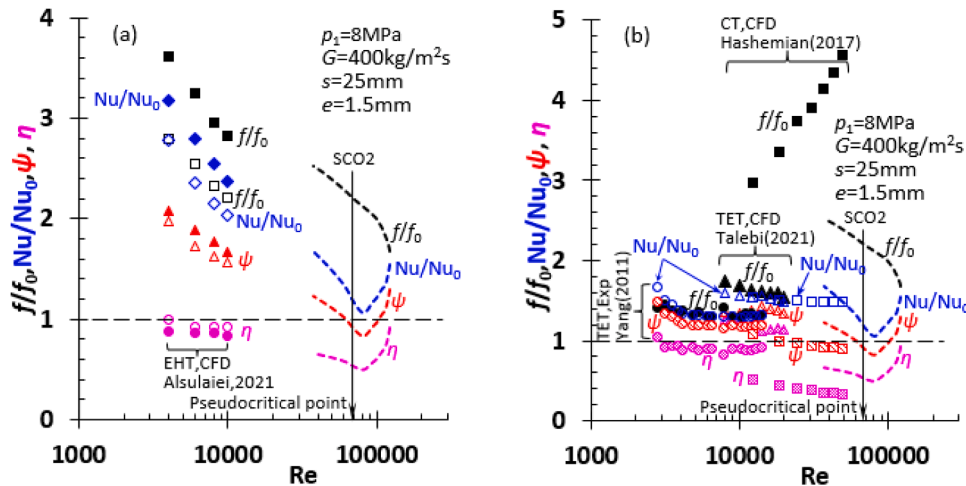 (a)
p1=8MPa
G=400kg/m2s
s=25mm
e=1.5mm
f/f0,Nu/Nu0,ψ, η
4
3
2
1
0
Nu/Nu0
f/f0
f/f0
Nu/Nu0
SCO2
f/f0
ψ
Nu/Nu0
ψ
η
η
EHT,CFD
Alsulaiei,2021
Pseudocritical point
1000
10000
100000
Re
(b)
CT,CFD
Hashemian(2017)
f/f0,Nu/Nu0,ψ, η
5
4
3
2
1
0
f/f0
p1=8MPa
G=400kg/m2s
s=25mm
e=1.5mm
TET,CFD
Talebi(2021)
SCO2
Nu/Nu0
f/f0
Nu/Nu0
f/f0
TET,Exp
Yang(2011)
f/f0
ψ
Nu/Nu0
ψ
ψ
η
η
η
Pseudocritical point
1000
10000
100000
Re